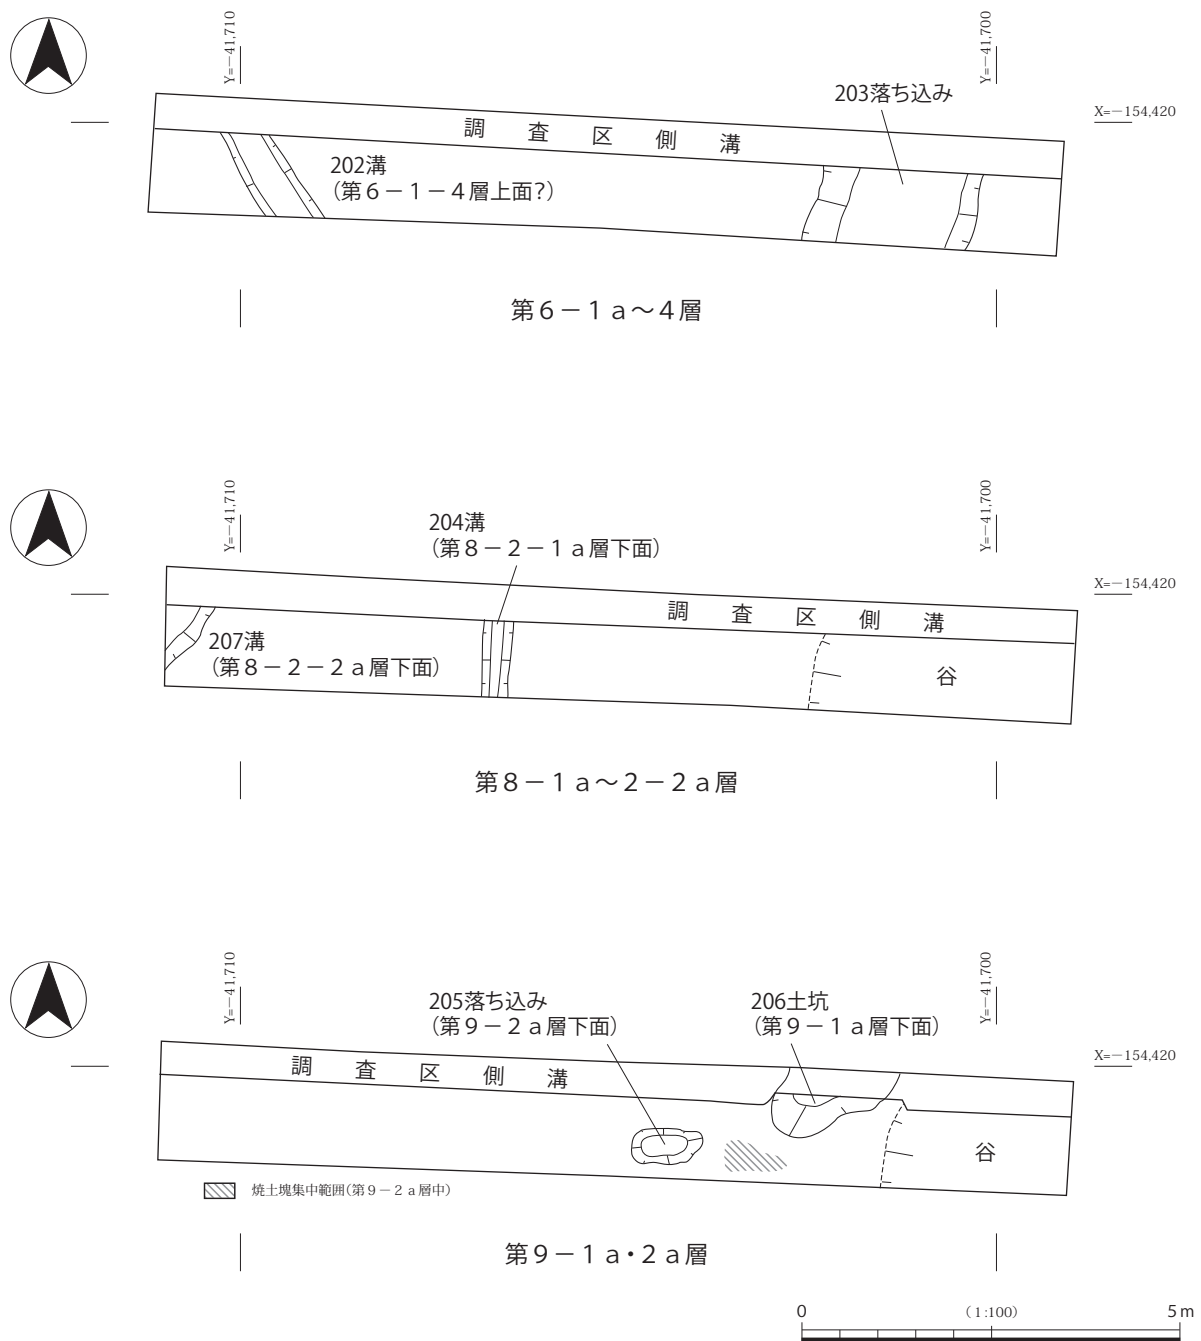 Y=－41,710
Y=－41,700
203落ち込み
X=－154,420
調査区側溝
202溝
（第６－１－４層上面?）
第６－１ａ～４層
Y=－41,710
Y=－41,700
204溝
（第８－２－１ａ層下面）
X=－154,420
調査区側溝
207溝
（第８－２－２ａ層下面）
谷
第８－１ａ～２－２ａ層
Y=－41,710
Y=－41,700
205落ち込み
（第９－２ａ層下面）
206土坑
（第９－１ａ層下面）
X=－154,420
調査区側溝
谷
焼土塊集中範囲(第９－２ａ層中)
第９－１ａ・２ａ層
0 （1:100） 5m